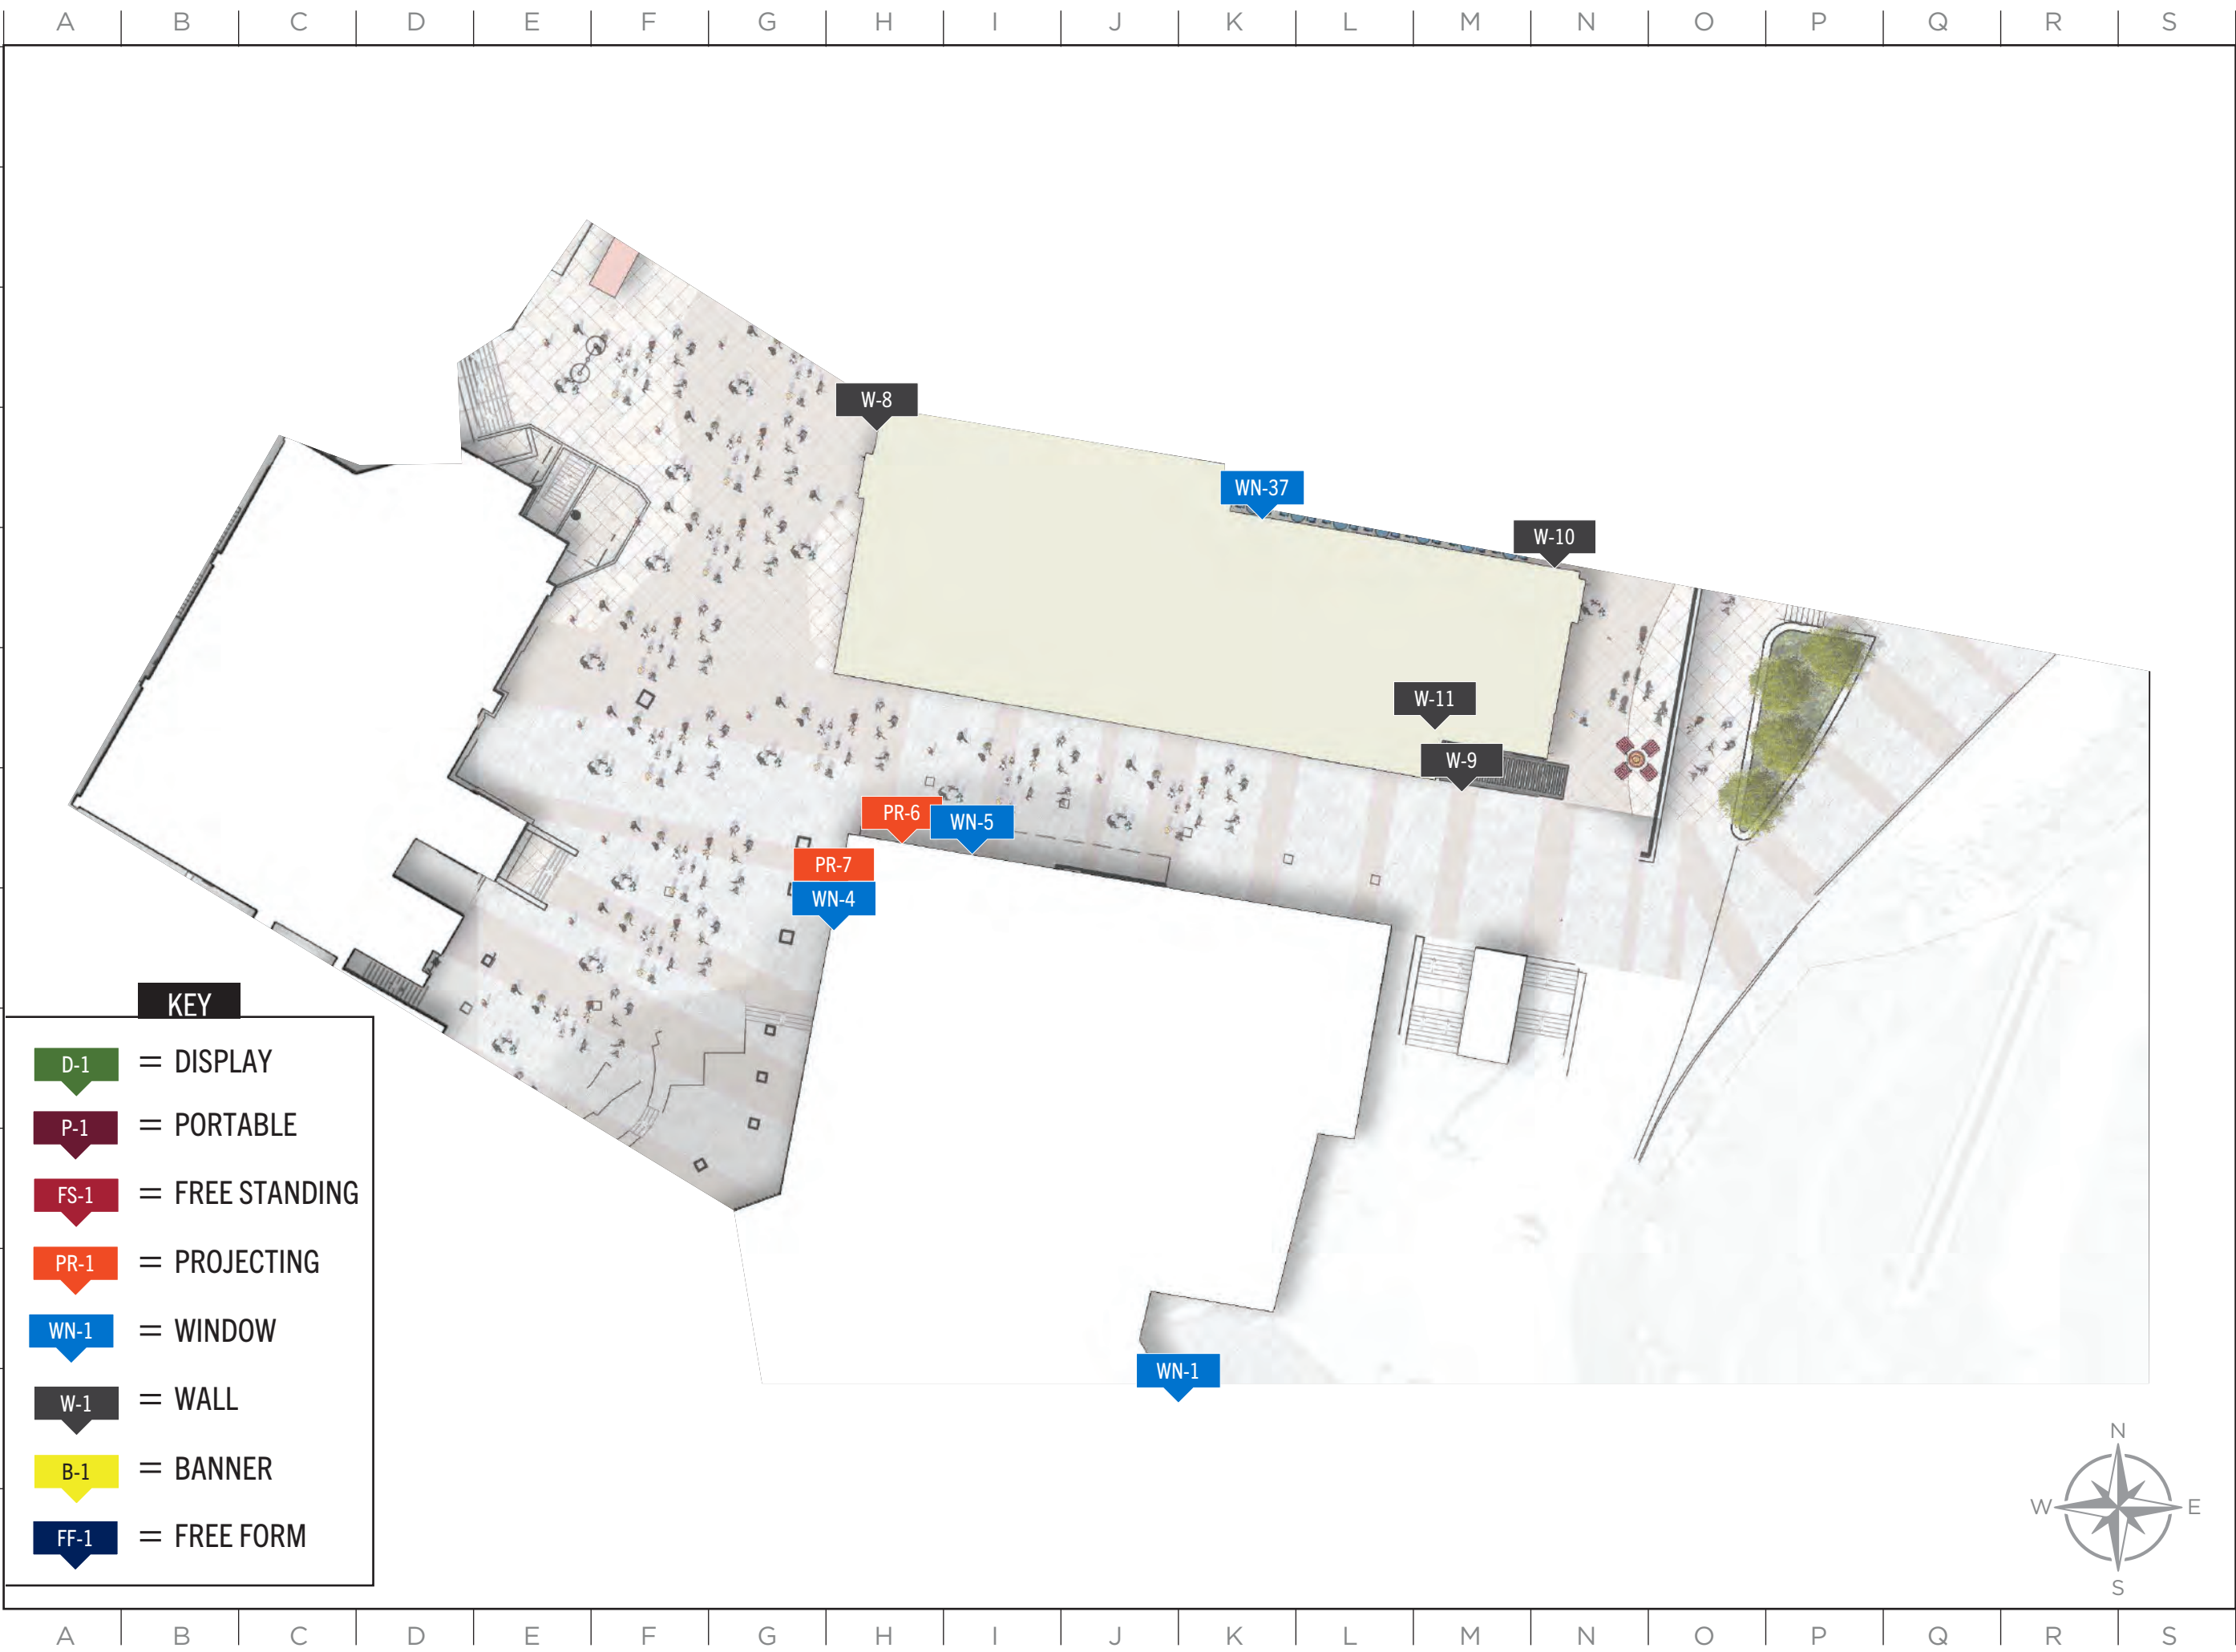 A B C D E F G H I J K L M N O P Q R S
W-8
WN-37
W-10
W-11
W-9
PR-6
WN-5
PR-7
WN-4
WN-1
KEY
D-1 = DISPLAY
P-1 = PORTABLE
FS-1 = FREE STANDING
PR-1 = PROJECTING
WN-1 = WINDOW
W-1 = WALL
B-1 = BANNER
FF-1 = FREE FORM
N
W E
S
A B C D E F G H I J K L M N O P Q R S